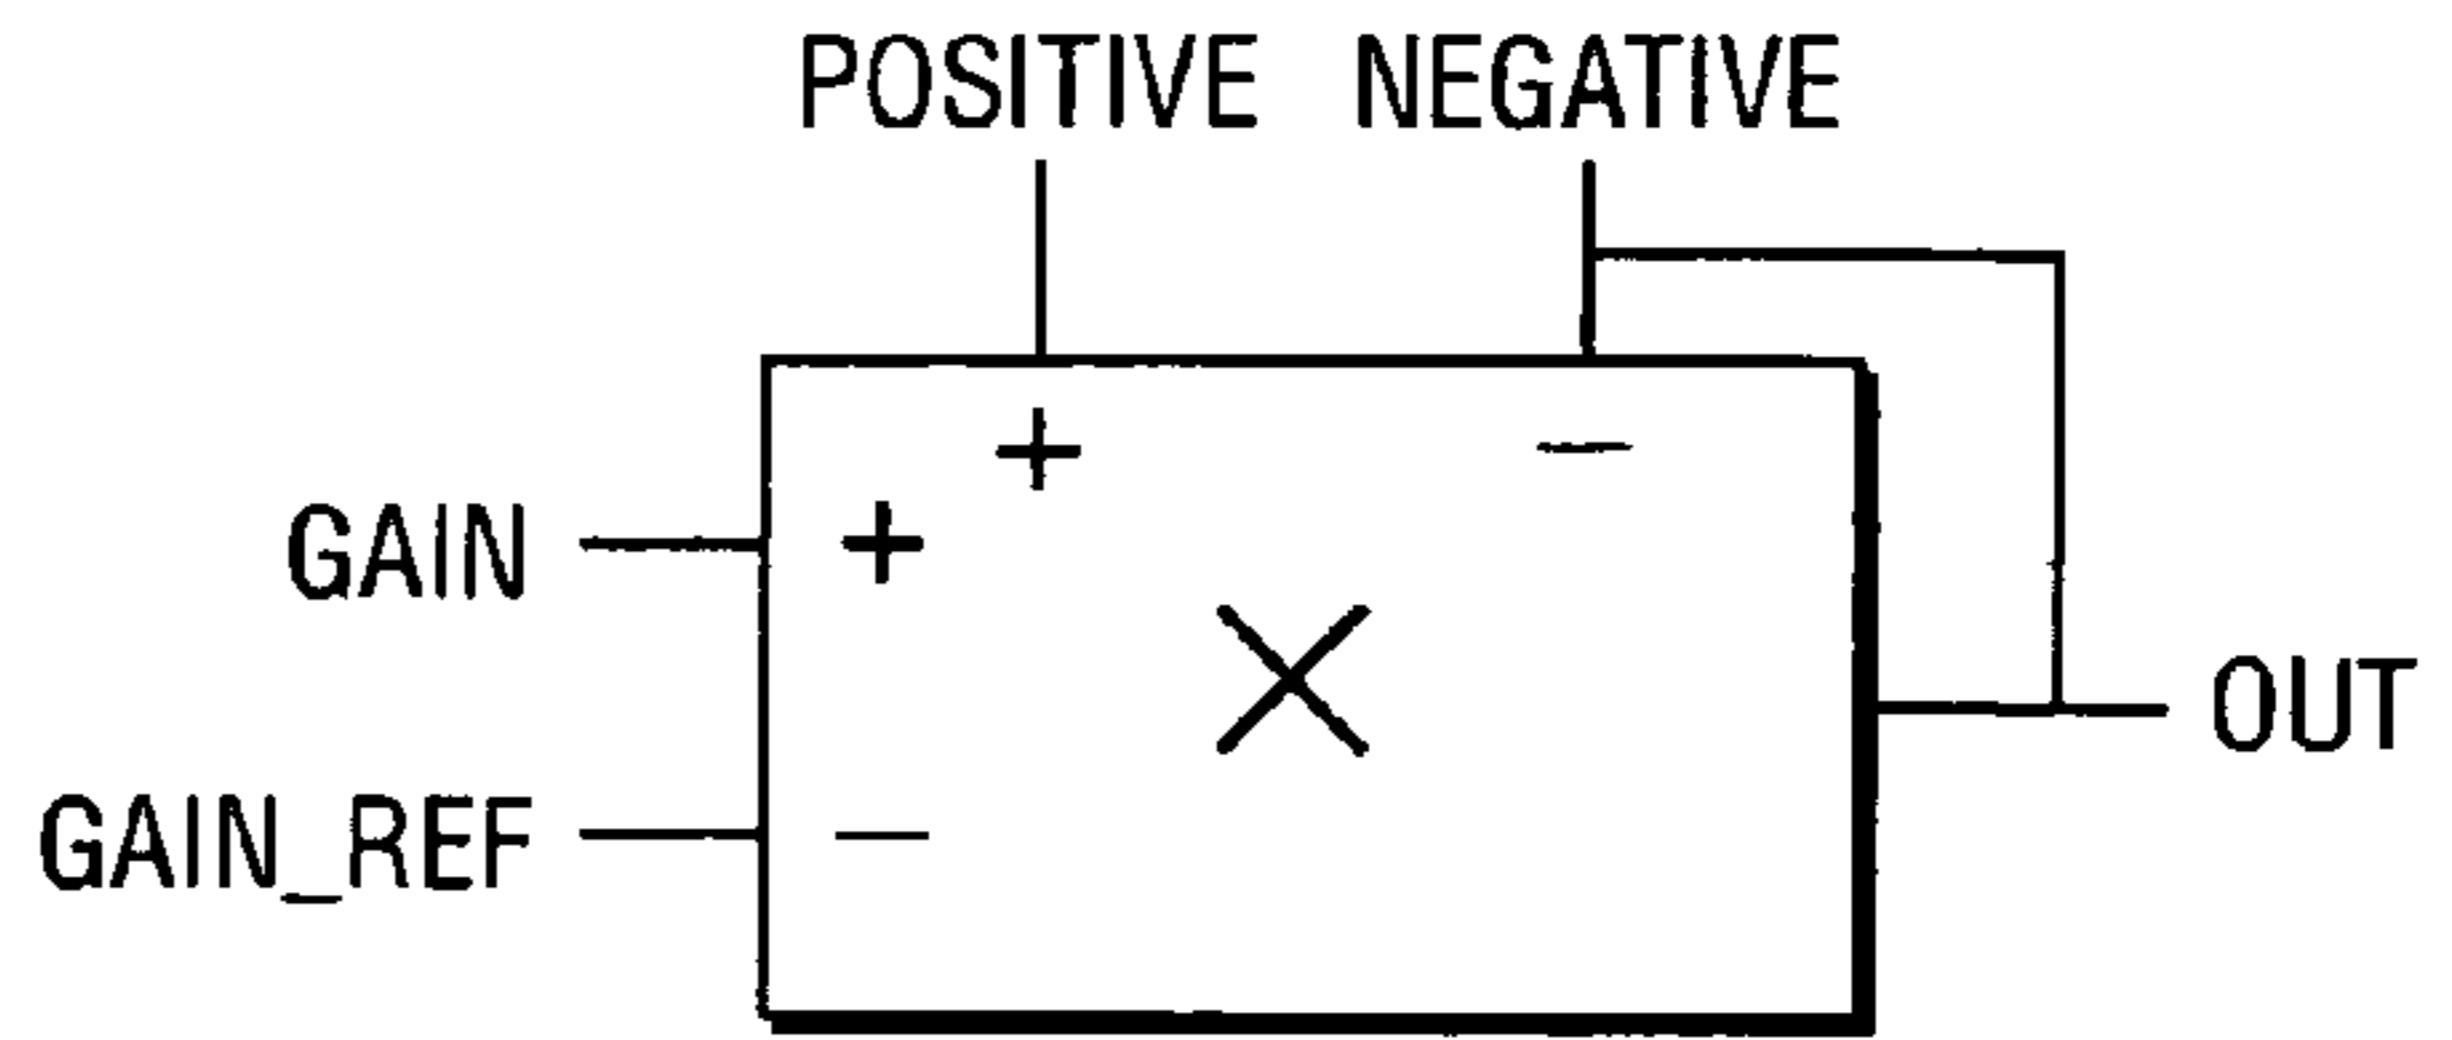 POSITIVE NEGATIVE
+ −
GAIN +
×
OUT
GAIN_REF −